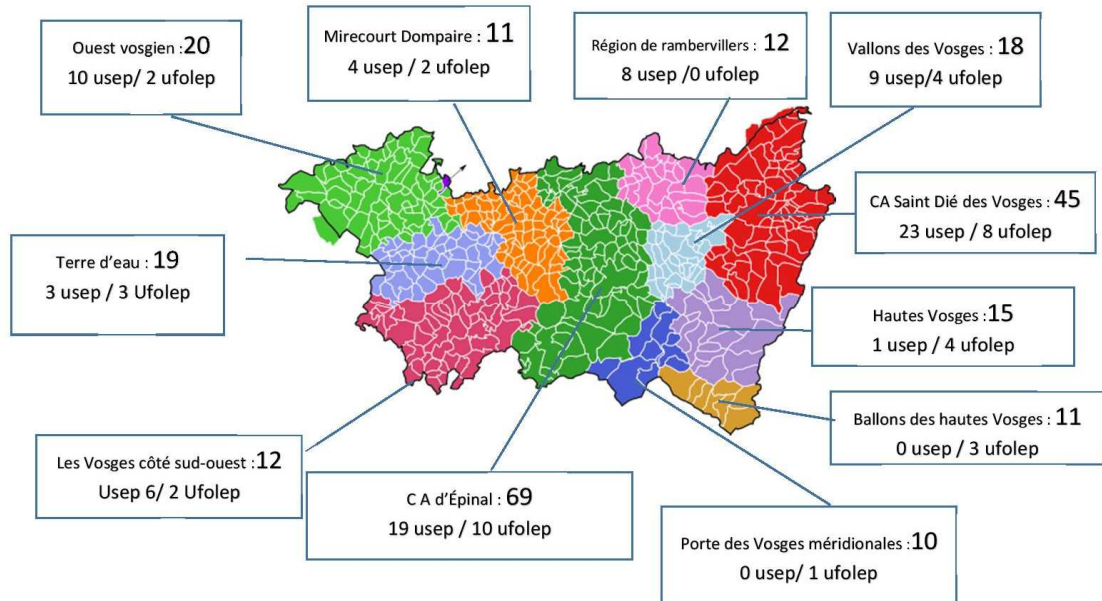 Ouest vosgien : 20
10 usep/ 2 ufolep
Mirecourt Dompaire : 11
4 usep / 2 ufolep
Région de rambervillers : 12
8 usep /0 ufolep
Vallons des Vosges : 18
9 usep/4 ufolep
CA Saint Dié des Vosges : 45
23 usep / 8 ufolep
Terre d’eau : 19
3 usep / 3 Ufolep
Hautes Vosges : 15
1 usep / 4 ufolep
Ballons des hautes Vosges : 11
0 usep / 3 ufolep
Les Vosges côté sud-ouest : 12
Usep 6/ 2 Ufolep
C A d’Épinal : 69
19 usep / 10 ufolep
Porte des Vosges méridionales : 10
0 usep/ 1 ufolep